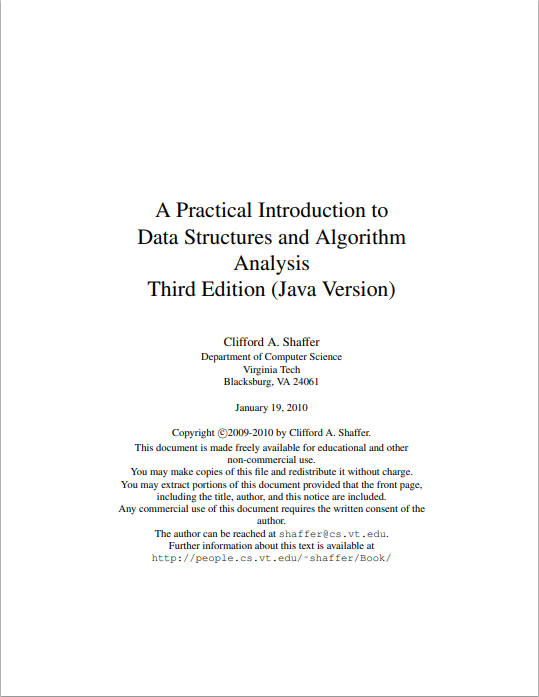 A Practical Introduction to
Data Structures and Algorithm
Analysis
Third Edition (Java Version)
Clifford A. Shaffer
Department of Computer Science
Virginia Tech
Blacksburg, VA 24061
January 19, 2010
Copyright ©2009-2010 by Clifford A. Shaffer.
This document is made freely available for educational and other
non-commercial use.
You may make copies of this file and redistribute it without charge.
You may extract portions of this document provided that the front page,
including the title, author, and this notice are included.
Any commercial use of this document requires the written consent of the
author.
The author can be reached at shaffer@cs.vt.edu.
Further information about this text is available at
http://people.cs.vt.edu/~shaffer/Book/